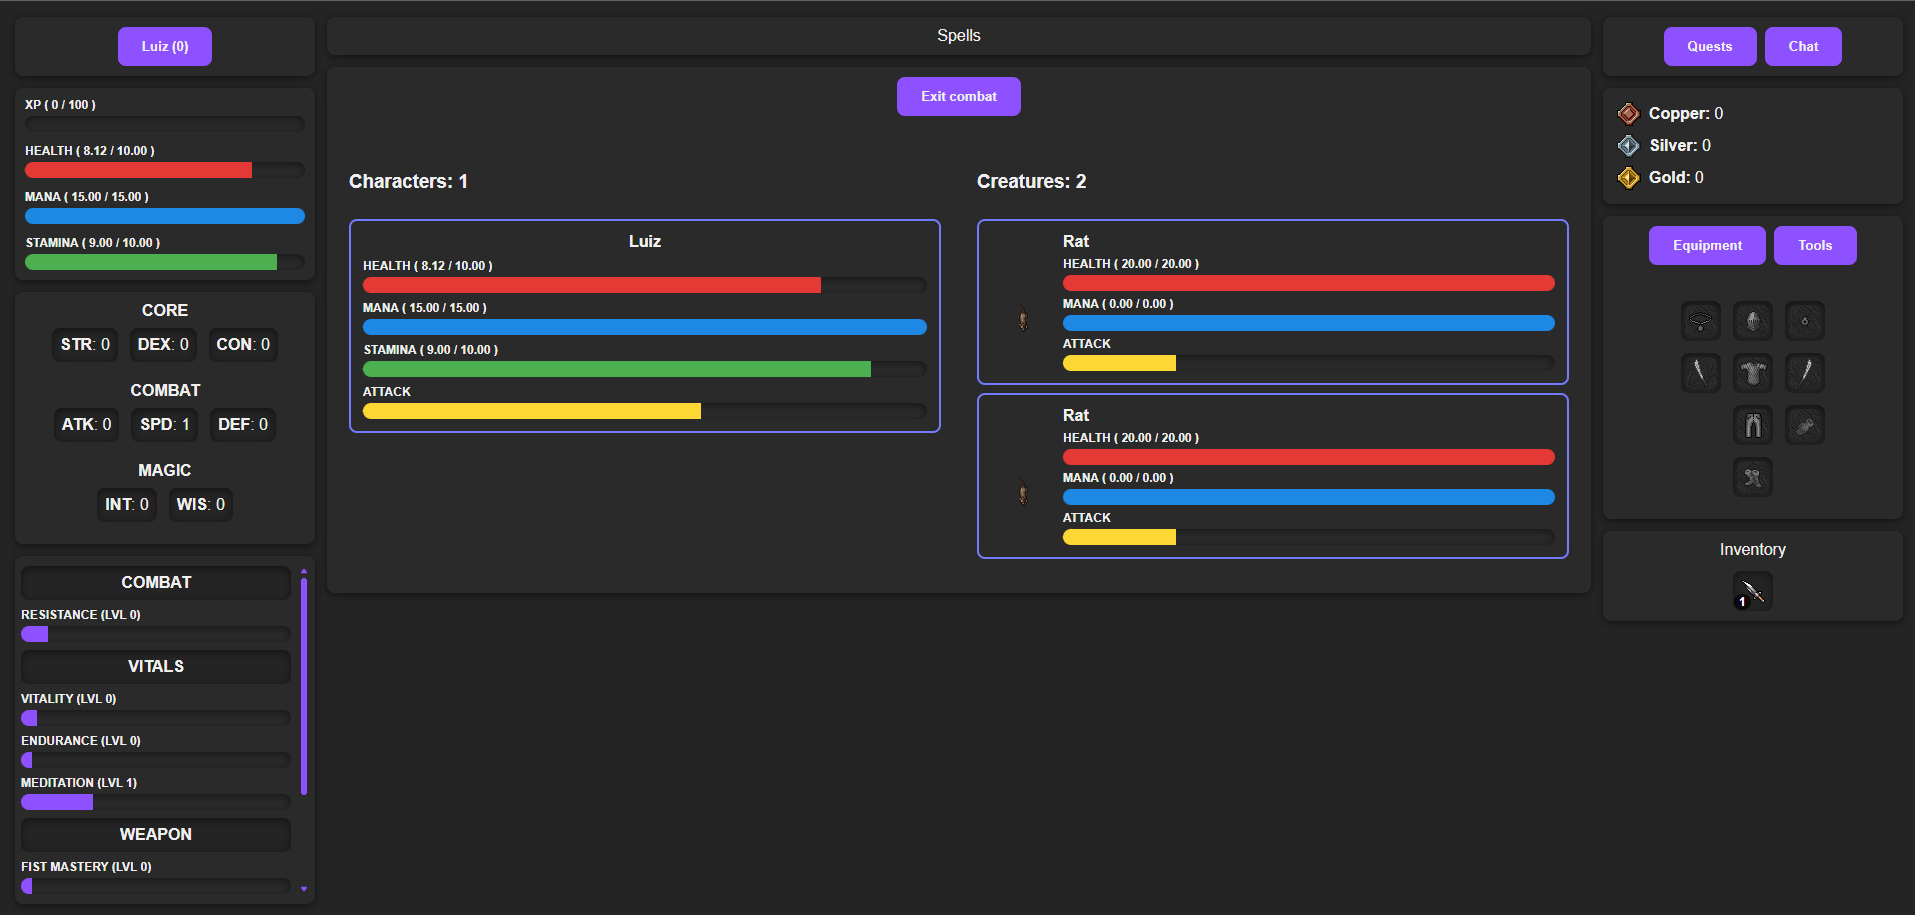 Luiz (0)
XP ( 0 / 100 )
HEALTH ( 8.12 / 10.00 )
MANA ( 15.00 / 15.00 )
STAMINA ( 9.00 / 10.00 )
CORE
STR: 0 DEX: 0 CON: 0
COMBAT
ATK: 0 SPD: 1 DEF: 0
MAGIC
INT: 0 WIS: 0
COMBAT
RESISTANCE (LVL 0)
VITALS
VITALITY (LVL 0)
ENDURANCE (LVL 0)
MEDITATION (LVL 1)
WEAPON
FIST MASTERY (LVL 0)
Spells
Exit combat
Characters: 1
Luiz
HEALTH ( 8.12 / 10.00 )
MANA ( 15.00 / 15.00 )
STAMINA ( 9.00 / 10.00 )
ATTACK
Creatures: 2
Rat
HEALTH ( 20.00 / 20.00 )
MANA ( 0.00 / 0.00 )
ATTACK
Rat
HEALTH ( 20.00 / 20.00 )
MANA ( 0.00 / 0.00 )
ATTACK
Quests Chat
Copper: 0
Silver: 0
Gold: 0
Equipment Tools
Inventory
1